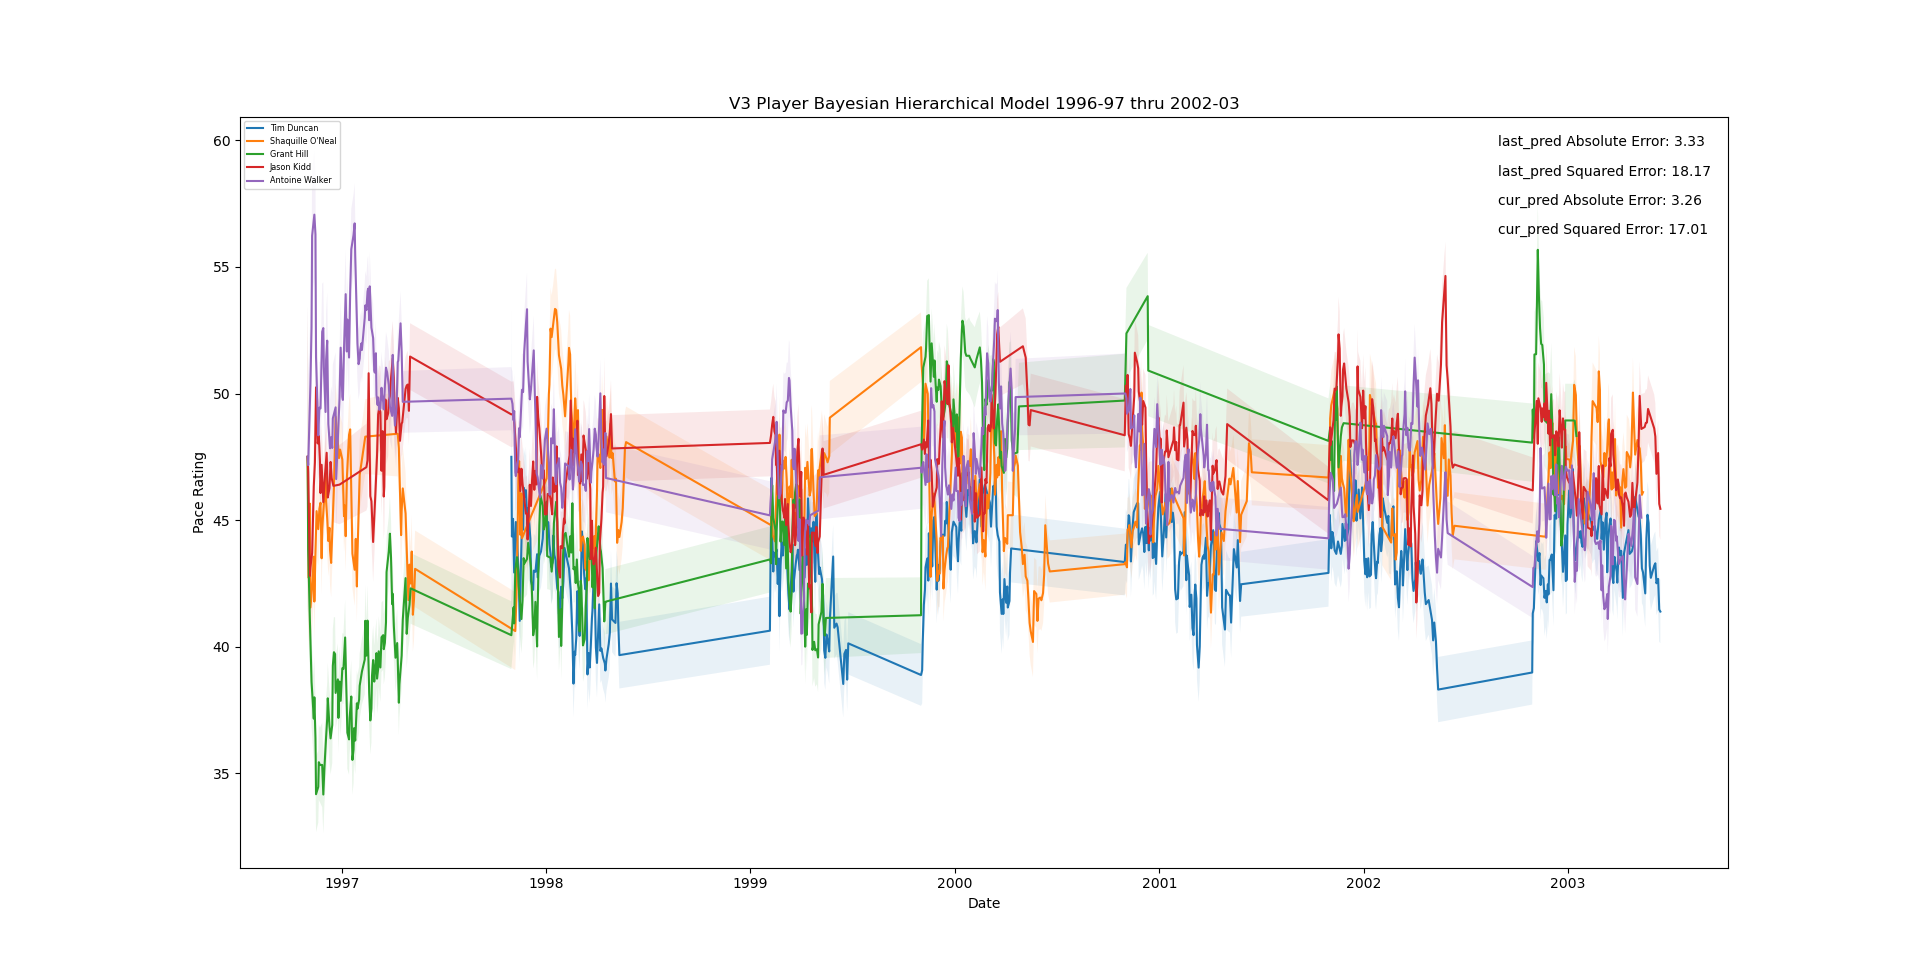 V3 Player Bayesian Hierarchical Model 1996-97 thru 2002-03
Tim Duncan
Shaquille O'Neal
Grant Hill
Jason Kidd
Antoine Walker
last_pred Absolute Error: 3.33
last_pred Squared Error: 18.17
cur_pred Absolute Error: 3.26
cur_pred Squared Error: 17.01
Pace Rating
60
55
50
45
40
35
1997 1998 1999 2000 2001 2002 2003
Date